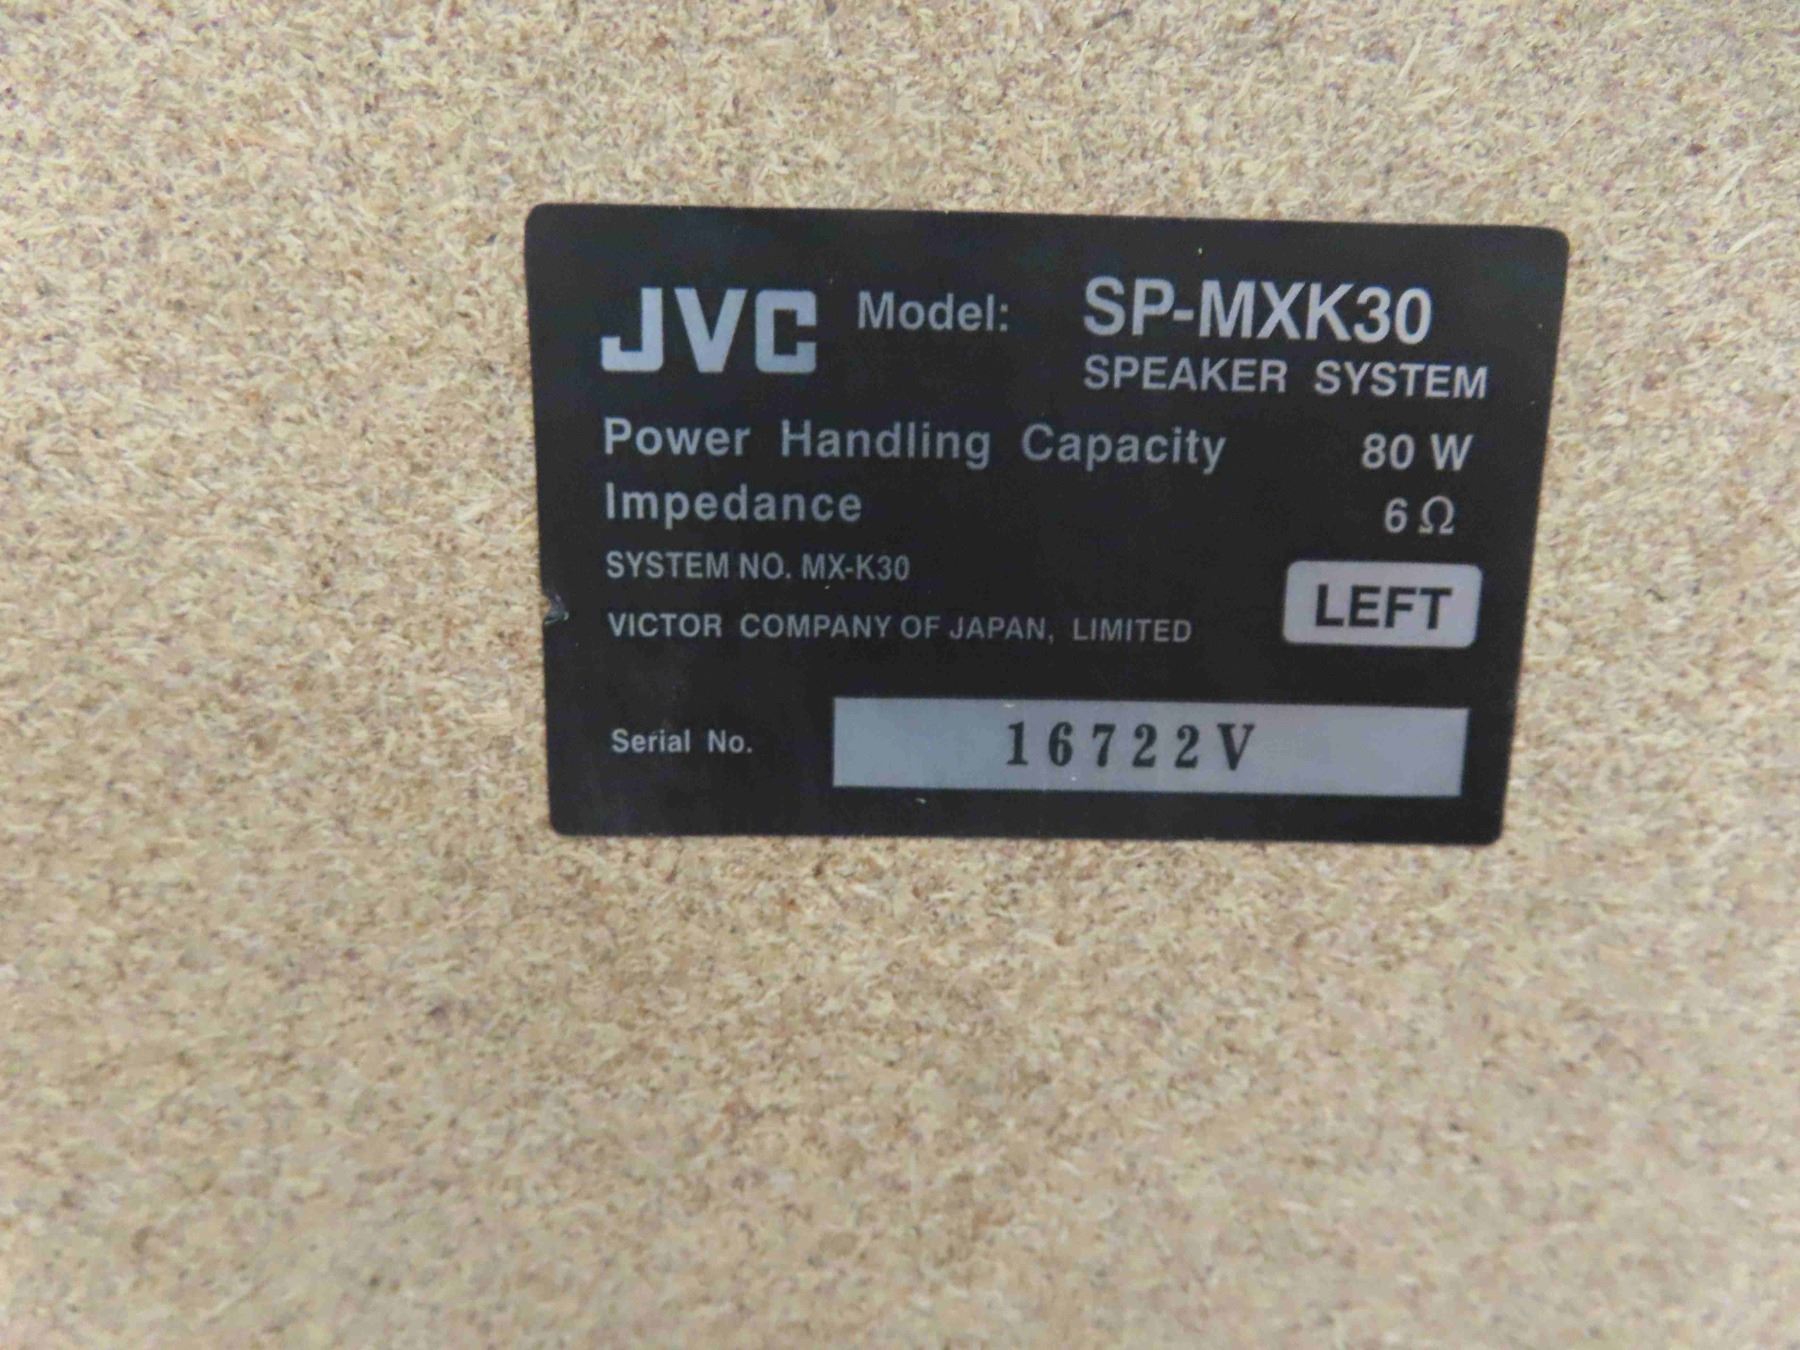 JVC Model: SP-MXK30
SPEAKER SYSTEM
Power Handling Capacity 80 W
Impedance 6 Ω
SYSTEM NO. MX-K30
LEFT
VICTOR COMPANY OF JAPAN, LIMITED
Serial No. 16722V